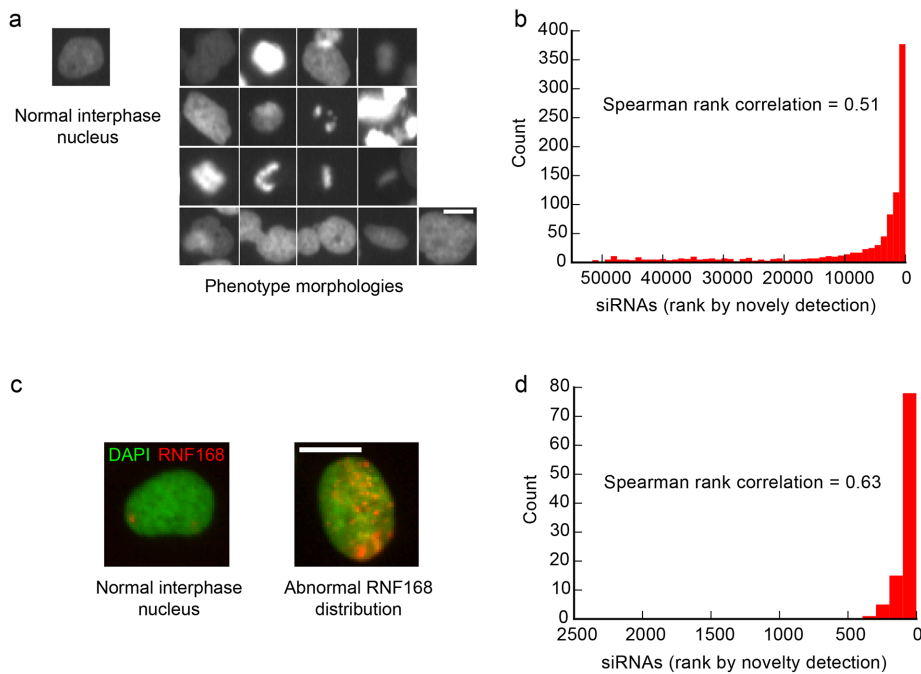 a
Normal interphase
nucleus
Phenotype morphologies
b
400
350
300
250
200
150
100
50
0
Count
Spearman rank correlation = 0.51
50000 40000 30000 20000 10000 0
siRNAs (rank by novely detection)
c
DAPI RNF168
Normal interphase
nucleus
Abnormal RNF168
distribution
d
80
70
60
50
40
30
20
10
0
Count
Spearman rank correlation = 0.63
2500 2000 1500 1000 500 0
siRNAs (rank by novelty detection)